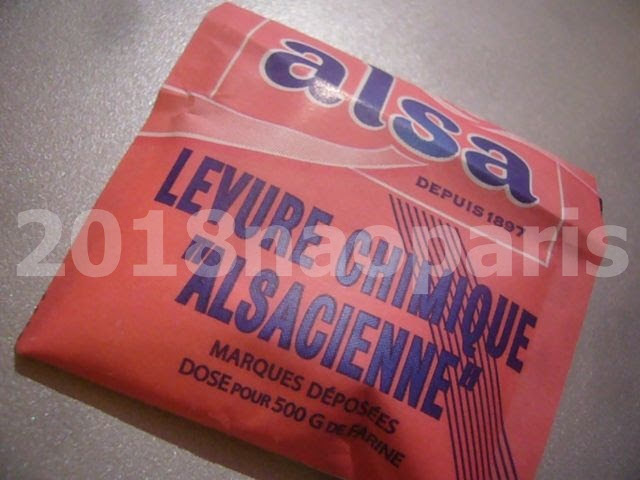 alsa
DEPUIS 1897
LEVURE CHIMIQUE
"ALSACIENNE"
MARQUES DÉPOSÉES
DOSE POUR 500 G DE FARINE
2018naoparis